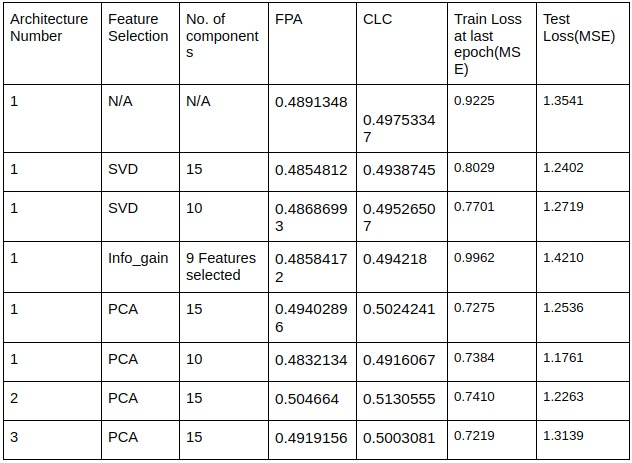 Architecture Number | Feature Selection | No. of components | FPA | CLC | Train Loss at last epoch(MSE) | Test Loss(MSE)
1 | N/A | N/A | 0.4891348 | 0.49753347 | 0.9225 | 1.3541
1 | SVD | 15 | 0.4854812 | 0.4938745 | 0.8029 | 1.2402
1 | SVD | 10 | 0.48686993 | 0.49526507 | 0.7701 | 1.2719
1 | Info_gain | 9 Features selected | 0.48584172 | 0.494218 | 0.9962 | 1.4210
1 | PCA | 15 | 0.49402896 | 0.5024241 | 0.7275 | 1.2536
1 | PCA | 10 | 0.4832134 | 0.4916067 | 0.7384 | 1.1761
2 | PCA | 15 | 0.504664 | 0.5130555 | 0.7410 | 1.2263
3 | PCA | 15 | 0.4919156 | 0.5003081 | 0.7219 | 1.3139